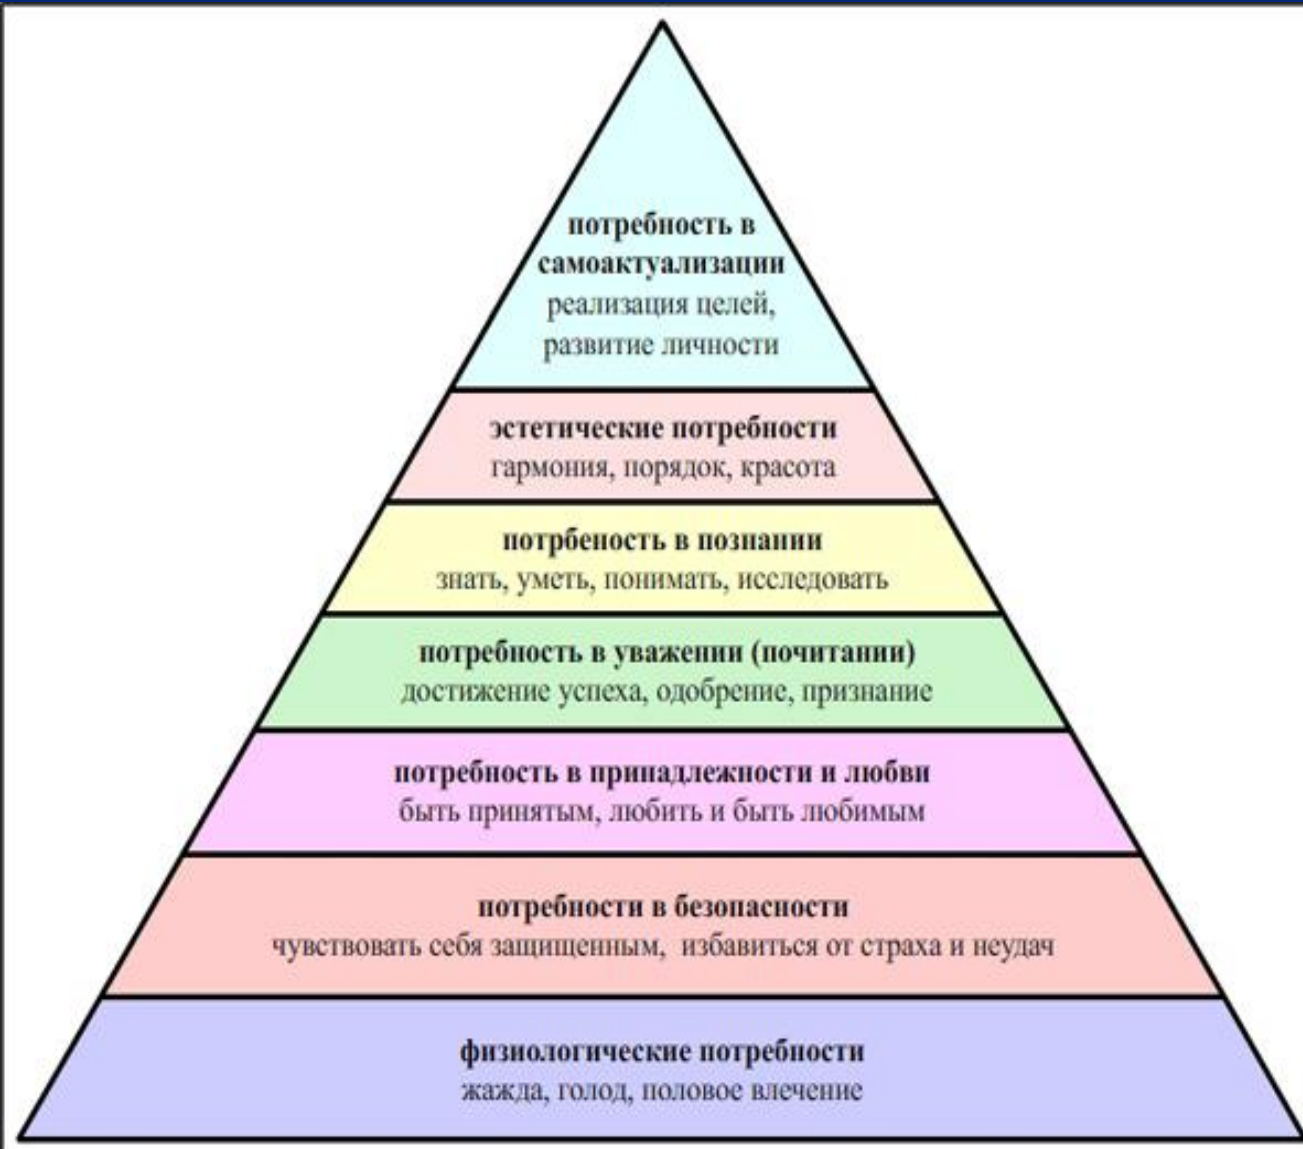 потребность в
самоактуализации
реализация целей,
развитие личности
эстетические потребности
гармония, порядок, красота
потрбеность в познании
знать, уметь, понимать, исследовать
потребность в уважении (почитании)
достижение успеха, одобрение, признание
потребность в принадлежности и любви
быть принятым, любить и быть любимым
потребности в безопасности
чувствовать себя защищенным, избавиться от страха и неудач
физиологические потребности
жажда, голод, половое влечение